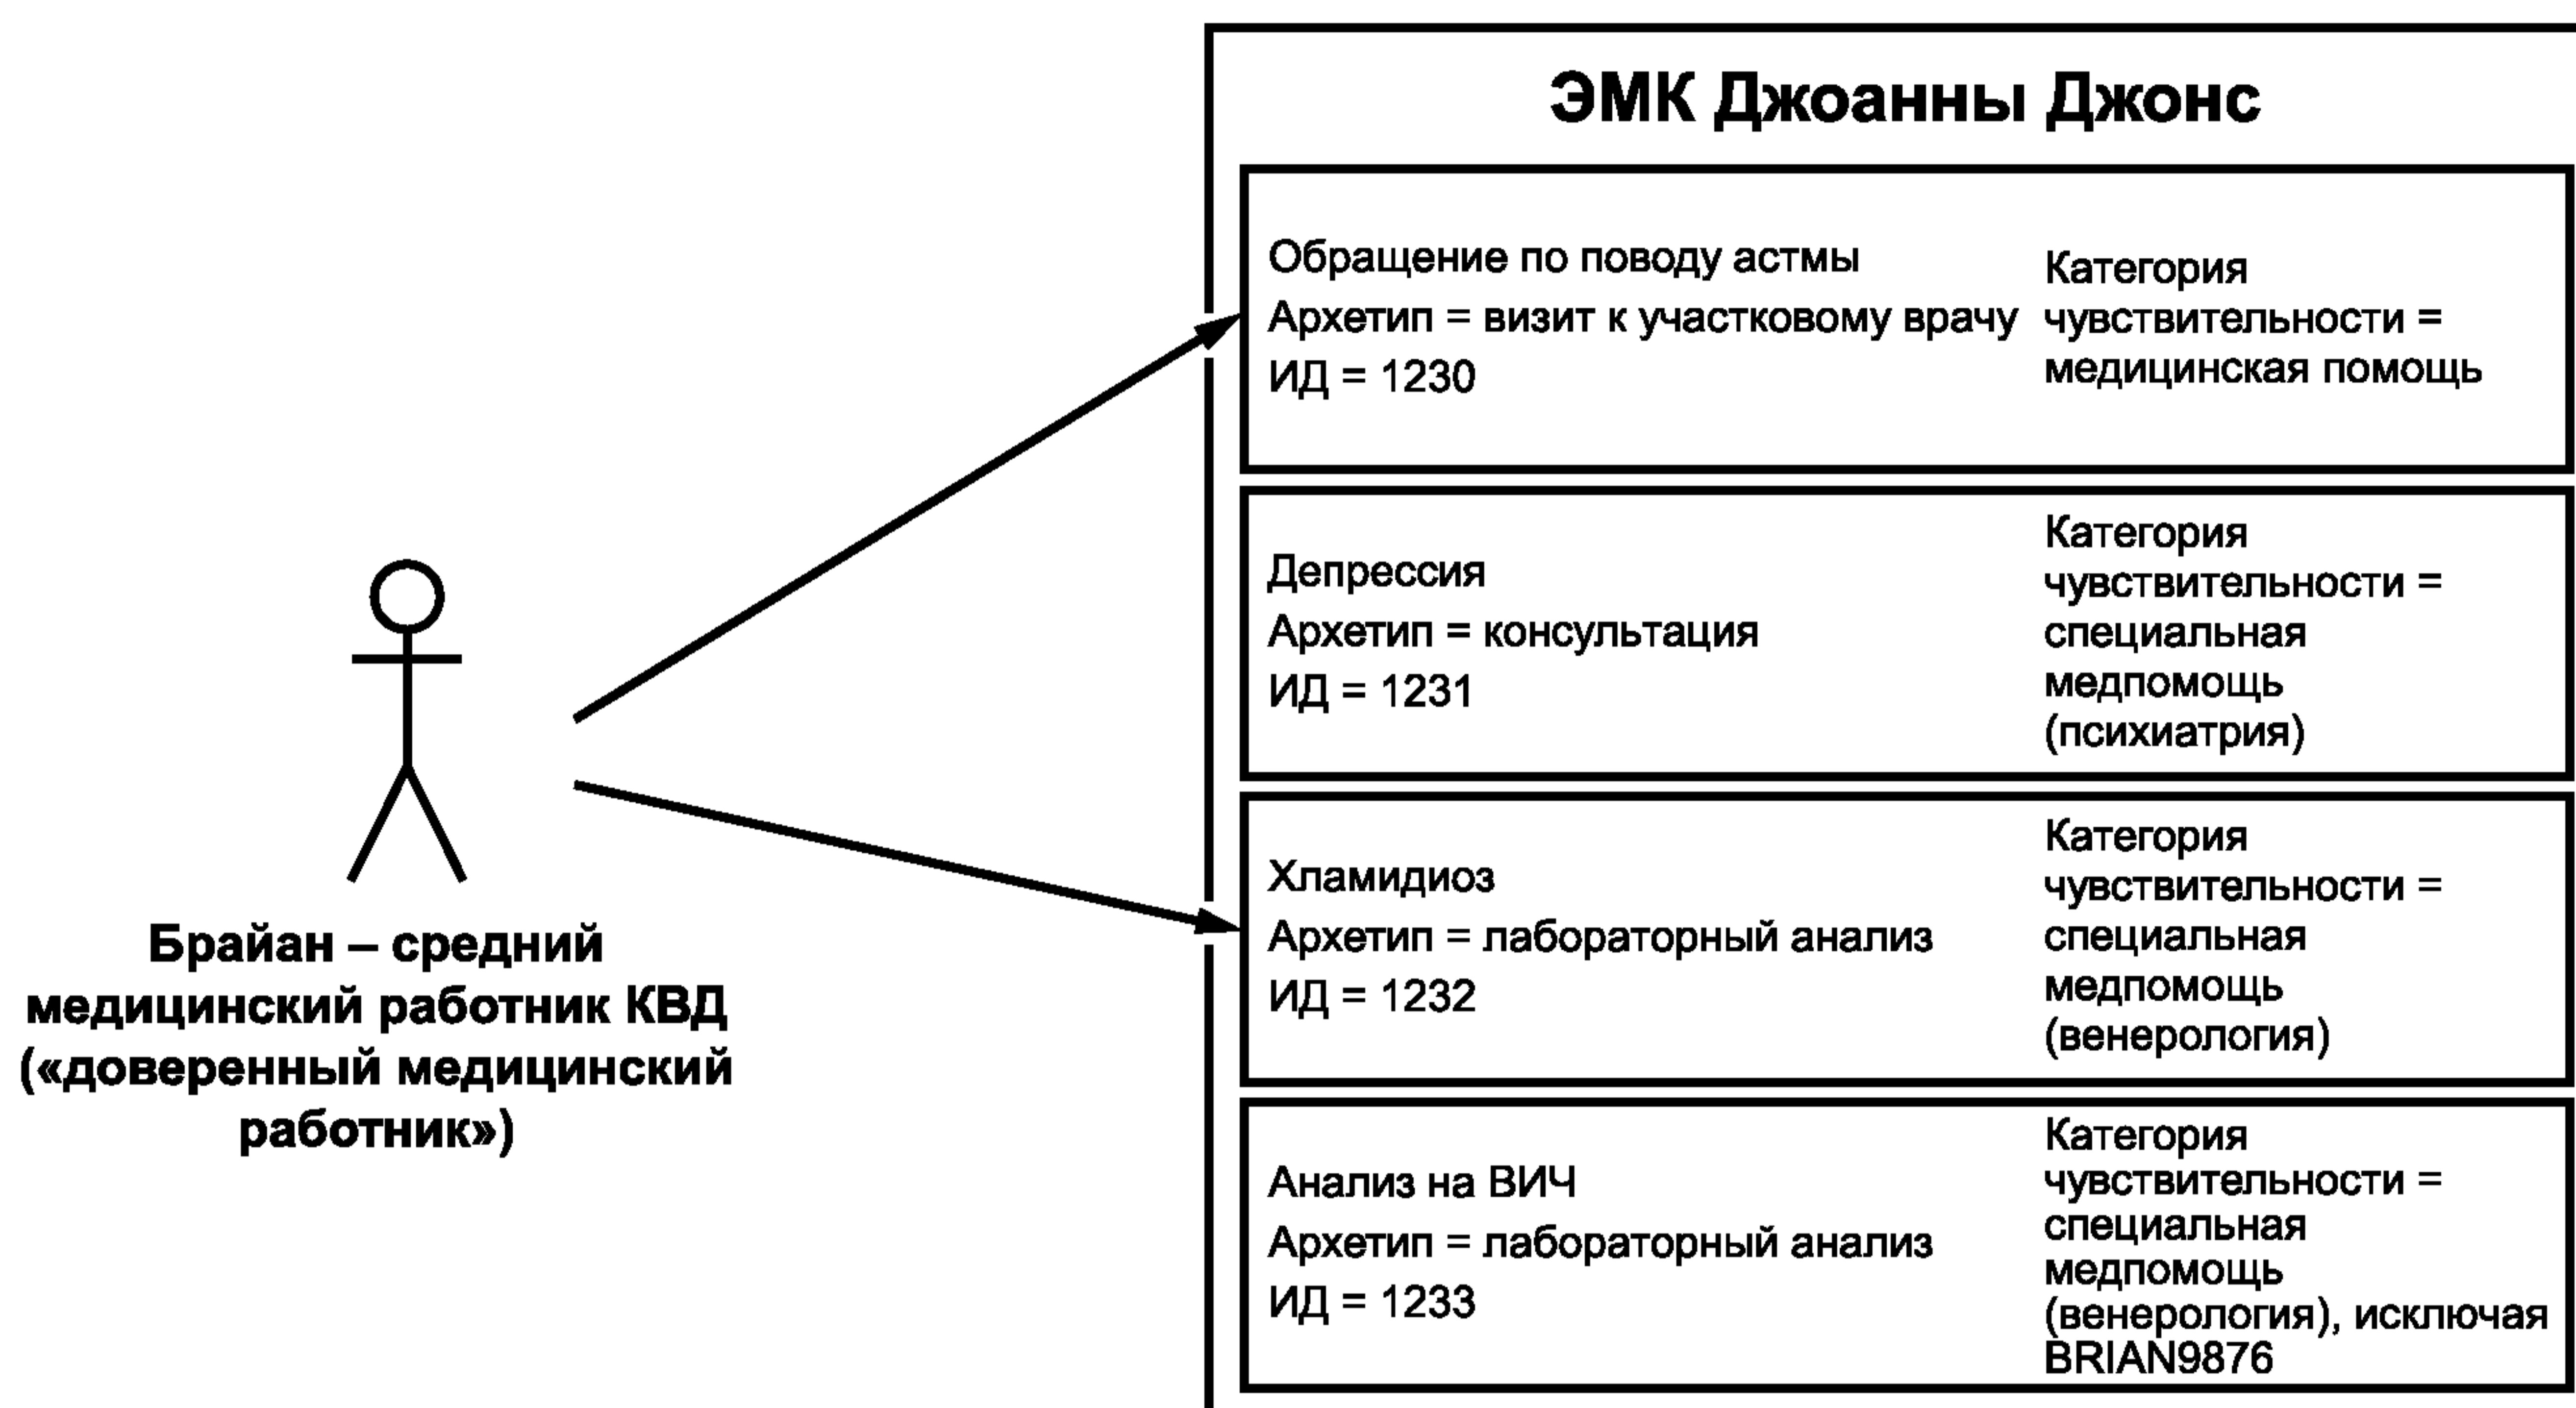 ЭМК Джоанны Джонс
Обращение по поводу астмы
Архетип = визит к участковому врачу
ИД = 1230
Категория
чувствительности =
медицинская помощь
Депрессия
Архетип = консультация
ИД = 1231
Категория
чувствительности =
специальная
медпомощь
(психиатрия)
Хламидиоз
Архетип = лабораторный анализ
ИД = 1232
Категория
чувствительности =
специальная
медпомощь
(венерология)
Анализ на ВИЧ
Архетип = лабораторный анализ
ИД = 1233
Категория
чувствительности =
специальная
медпомощь
(венерология), исключая
BRIAN9876
Брайан – средний
медицинский работник КВД
(«доверенный медицинский
работник»)